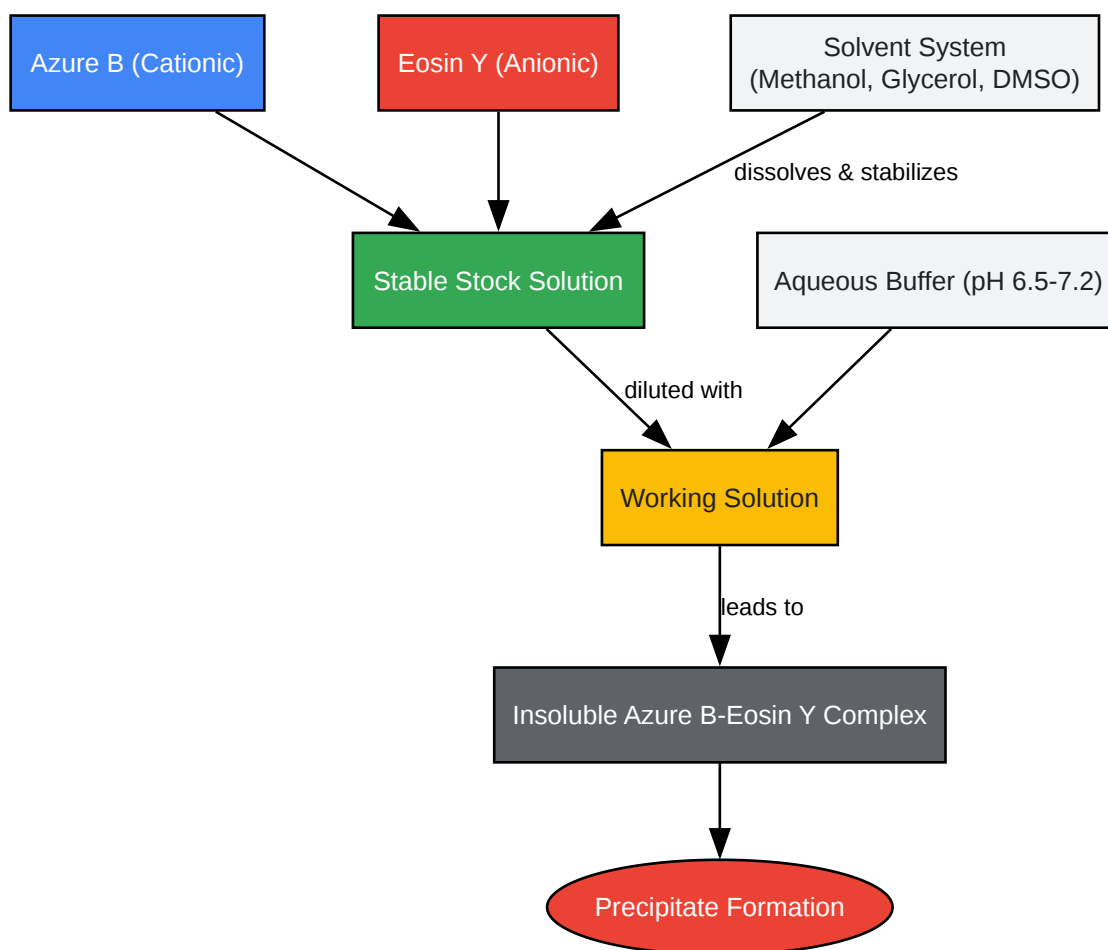 Azure B (Cationic)
Eosin Y (Anionic)
Solvent System
(Methanol, Glycerol, DMSO)
dissolves & stabilizes
Stable Stock Solution
Aqueous Buffer (pH 6.5-7.2)
diluted with
Working Solution
leads to
Insoluble Azure B-Eosin Y Complex
Precipitate Formation